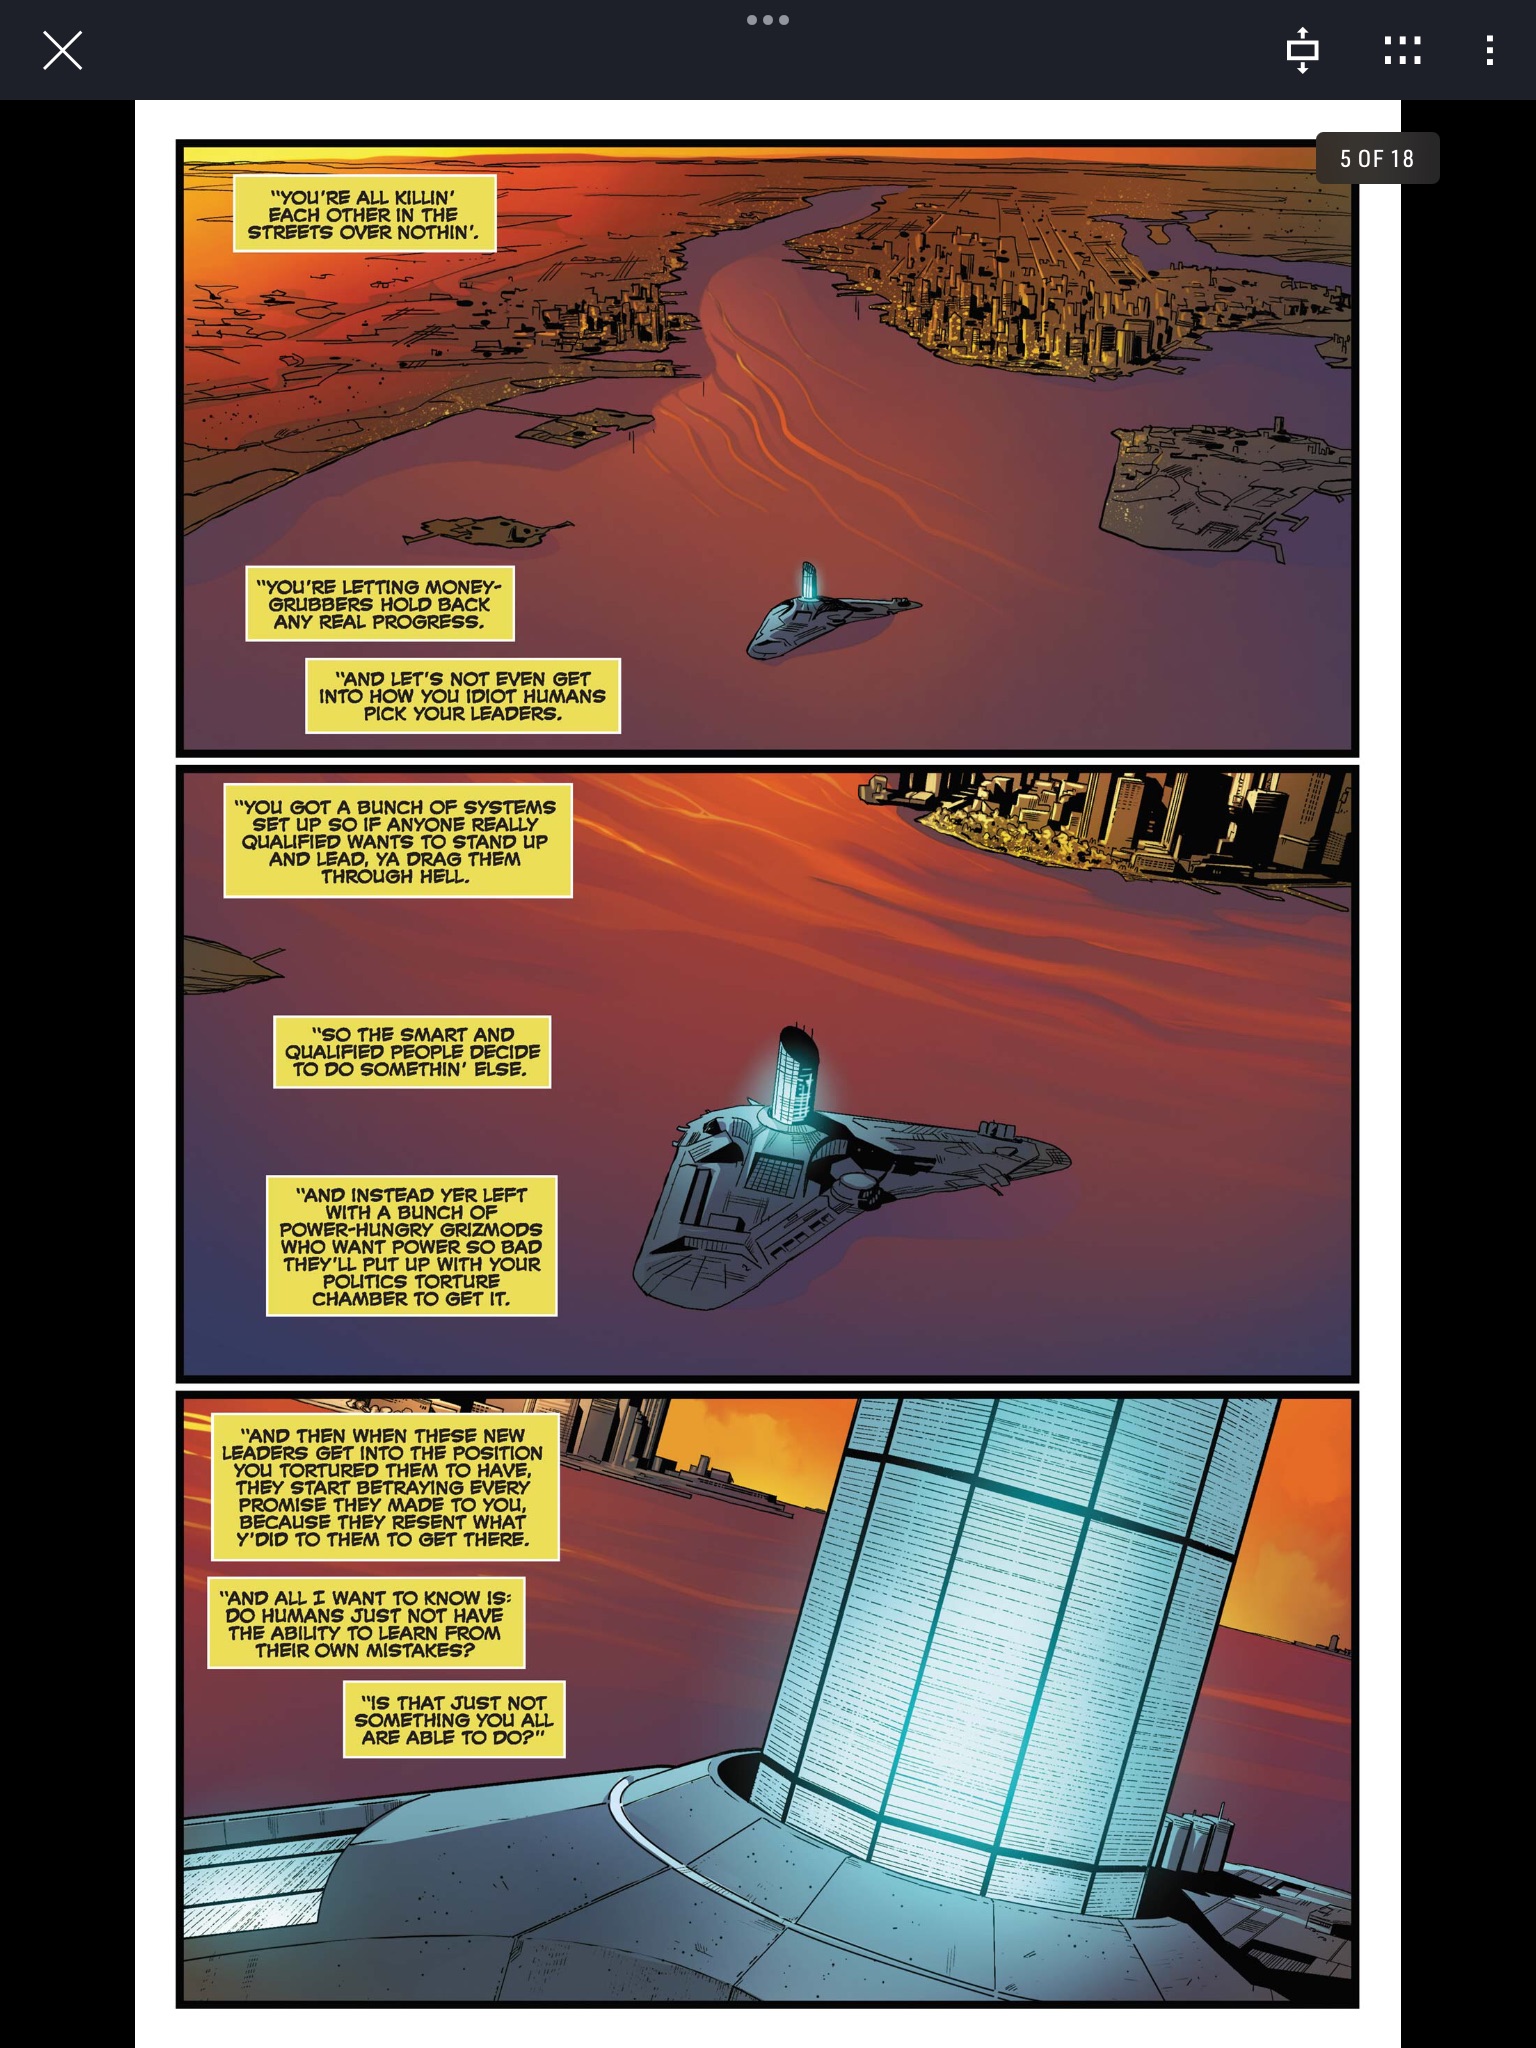 5 OF 18
"YOU'RE ALL KILLIN'
EACH OTHER IN THE
STREETS OVER NOTHIN'.
"YOU'RE LETTING MONEY-
GRUBBERS HOLD BACK
ANY REAL PROGRESS.
"AND LET'S NOT EVEN GET
INTO HOW YOU IDIOT HUMANS
PICK YOUR LEADERS.
"YOU GOT A BUNCH OF SYSTEMS
SET UP SO IF ANYONE REALLY
QUALIFIED WANTS TO STAND UP
AND LEAD, YA DRAG THEM
THROUGH HELL.
"SO THE SMART AND
QUALIFIED PEOPLE DECIDE
TO DO SOMETHIN' ELSE.
"AND INSTEAD YER LEFT
WITH A BUNCH OF
POWER-HUNGRY GRIZMODS
WHO WANT POWER SO BAD
THEY'LL PUT UP WITH YOUR
POLITICS TORTURE
CHAMBER TO GET IT.
"AND THEN WHEN THESE NEW
LEADERS GET INTO THE POSITION
YOU TORTURED THEM TO HAVE,
THEY START BETRAYING EVERY
PROMISE THEY MADE TO YOU,
BECAUSE THEY RESENT WHAT
Y'DID TO THEM TO GET THERE.
"AND ALL I WANT TO KNOW IS:
DO HUMANS JUST NOT HAVE
THE ABILITY TO LEARN FROM
THEIR OWN MISTAKES?
"IS THAT JUST NOT
SOMETHING YOU ALL
ARE ABLE TO DO?"